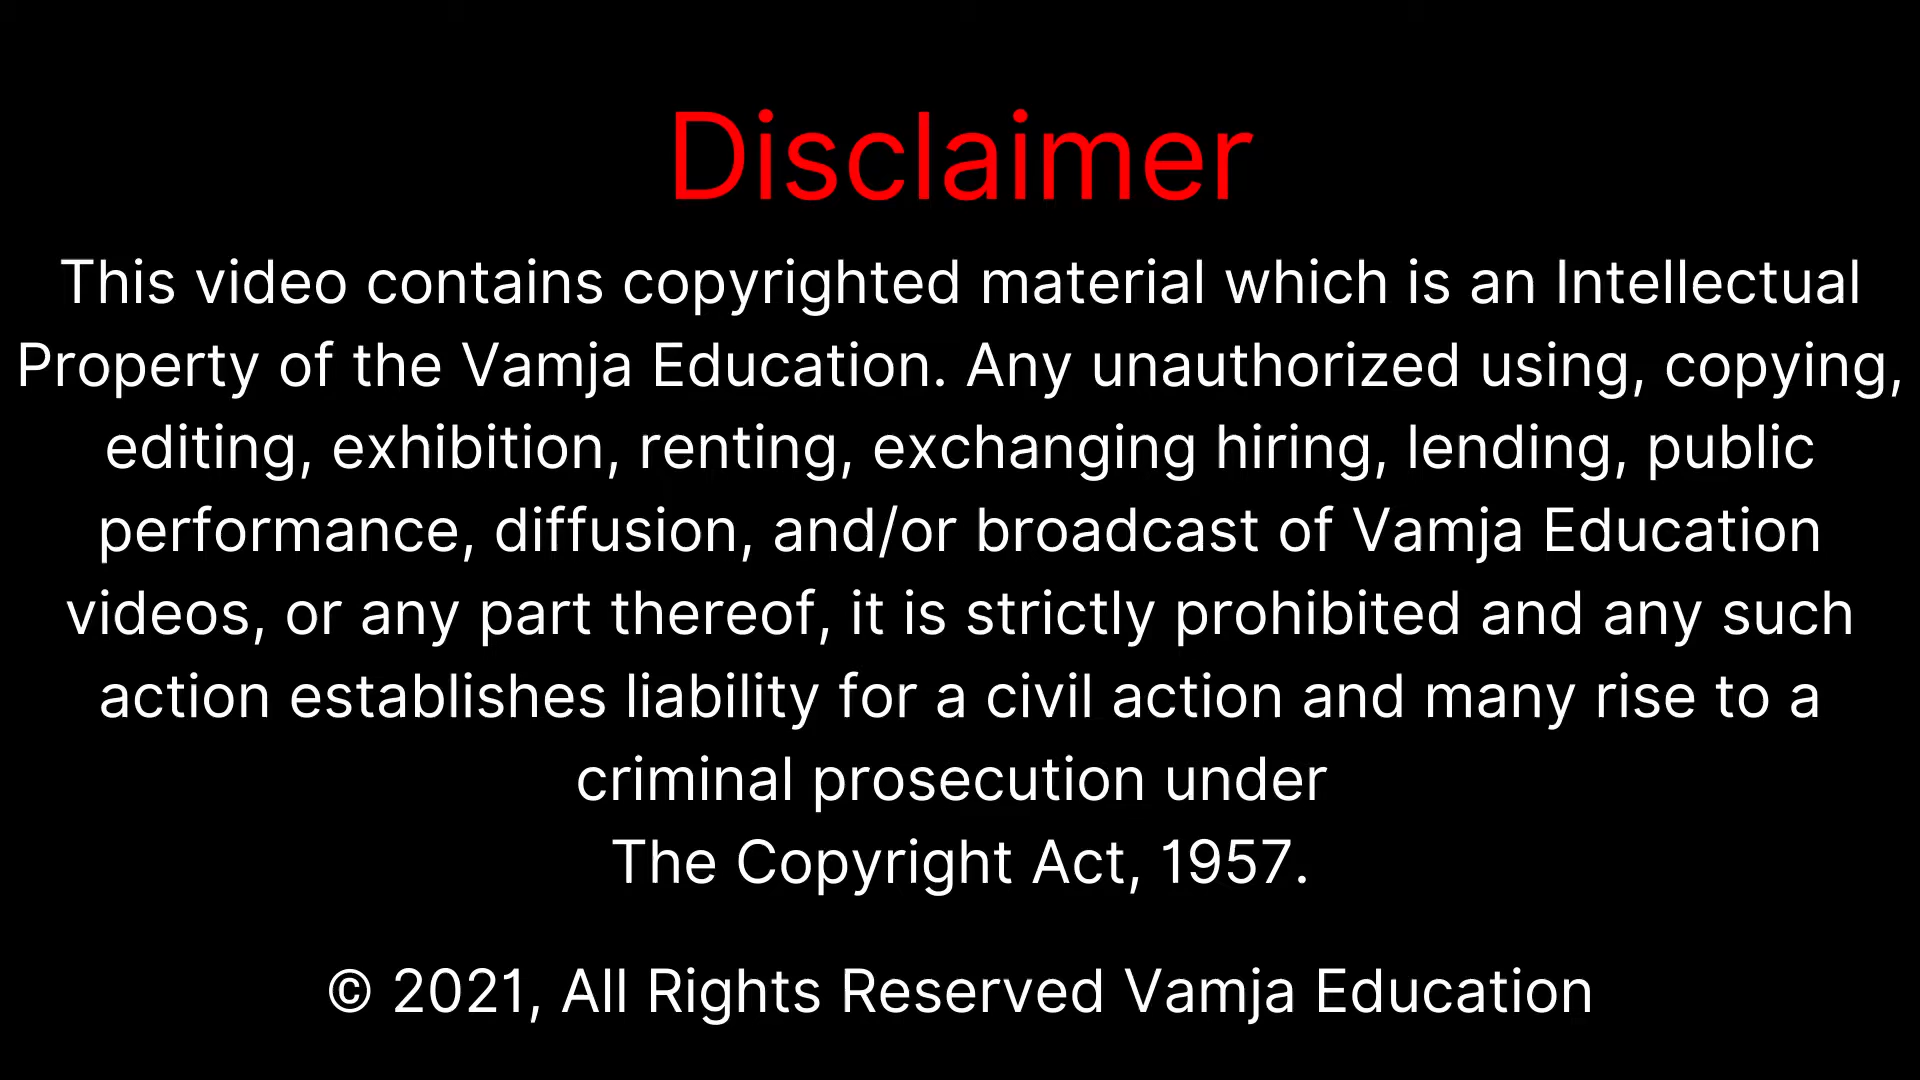 Disclaimer
This video contains copyrighted material which is an Intellectual
Property of the Vamja Education. Any unauthorized using, copying,
editing, exhibition, renting, exchanging hiring, lending, public
performance, diffusion, and/or broadcast of Vamja Education
videos, or any part thereof, it is strictly prohibited and any such
action establishes liability for a civil action and many rise to a
criminal prosecution under
The Copyright Act, 1957.
© 2021, All Rights Reserved Vamja Education